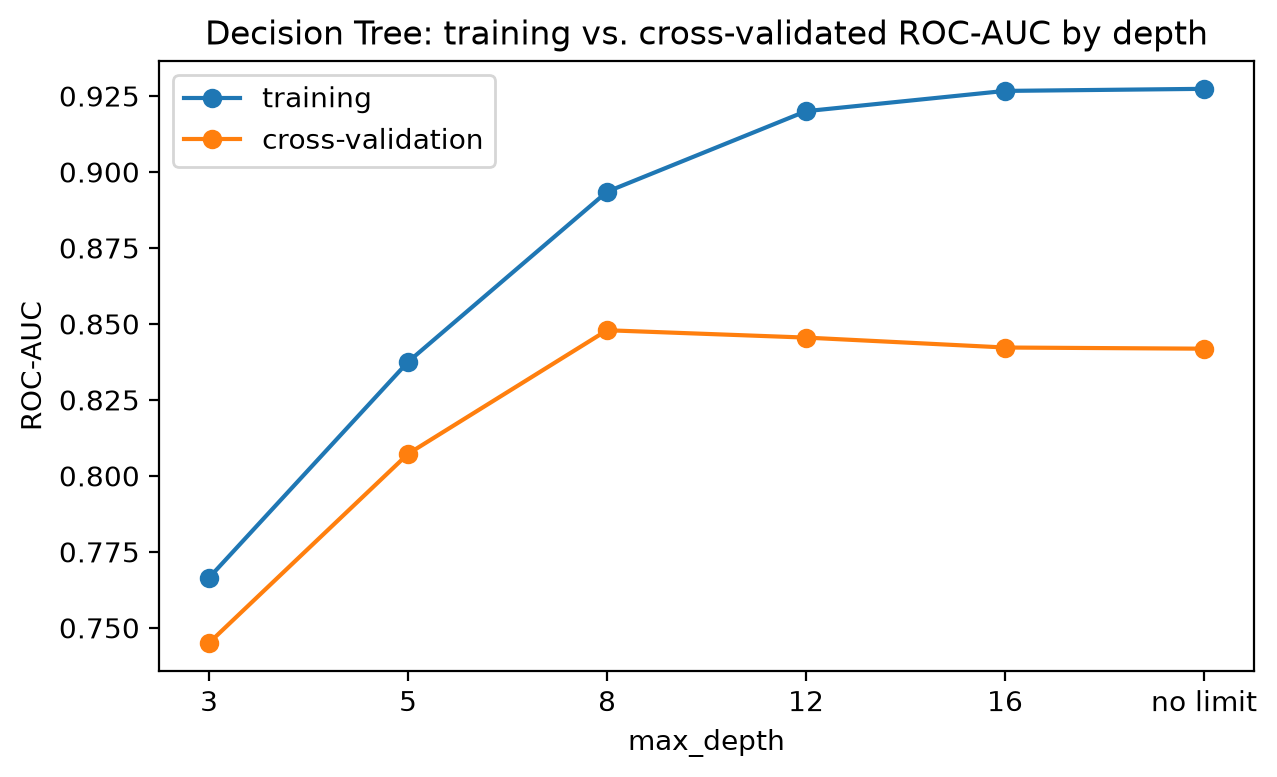 Decision Tree: training vs. cross-validated ROC-AUC by depth
training
cross-validation
0.925
0.900
0.875
0.850
0.825
0.800
0.775
0.750
ROC-AUC
3 5 8 12 16 no limit
max_depth